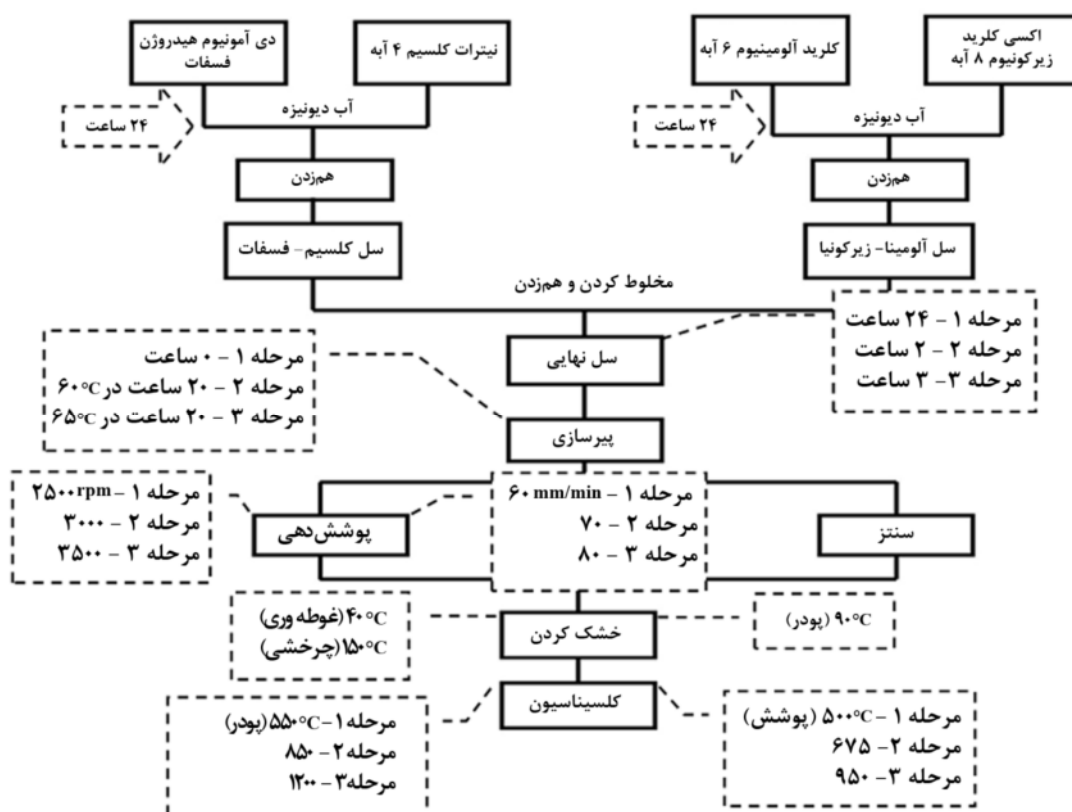 اکسی کلرید
زیرکونیوم ۸ آبه
کلرید آلومینیوم ۶ آبه
نیترات کلسیم ۴ آبه
دی آمونیوم هیدروژن
فسفات
آب دیونیزه
۲۴ ساعت
آب دیونیزه
۲۴ ساعت
هم‌زدن
هم‌زدن
سل آلومینا- زیرکونیا
سل کلسیم- فسفات
مخلوط کردن و هم‌زدن
مرحله ۱ - ۲۴ ساعت
مرحله ۲ - ۲ ساعت
مرحله ۳- ۳ ساعت
سل نهایی
مرحله ۱ - ۰ ساعت
مرحله ۲ - ۲۰ ساعت در ۶۰°C
مرحله ۳ - ۲۰ ساعت در ۶۵°C
پیرسازی
سنتز
مرحله ۱ - ۶۰ mm/min
مرحله ۲ - ۷۰
مرحله ۳ - ۸۰
پوشش‌دهی
مرحله ۱ - ۲۵۰۰ rpm
مرحله ۲ - ۳۰۰۰
مرحله ۳ - ۳۵۰۰
۹۰°C (پودر)
خشک کردن
۴۰°C (غوطه وری)
۱۵۰°C (چرخشی)
کلسیناسیون
مرحله ۱ - ۵۰۰°C (پوشش)
مرحله ۲- ۶۷۵
مرحله ۳- ۹۵۰
مرحله ۱ - ۵۵۰°C (پودر)
مرحله ۲ - ۸۵۰
مرحله۳ - ۱۲۰۰